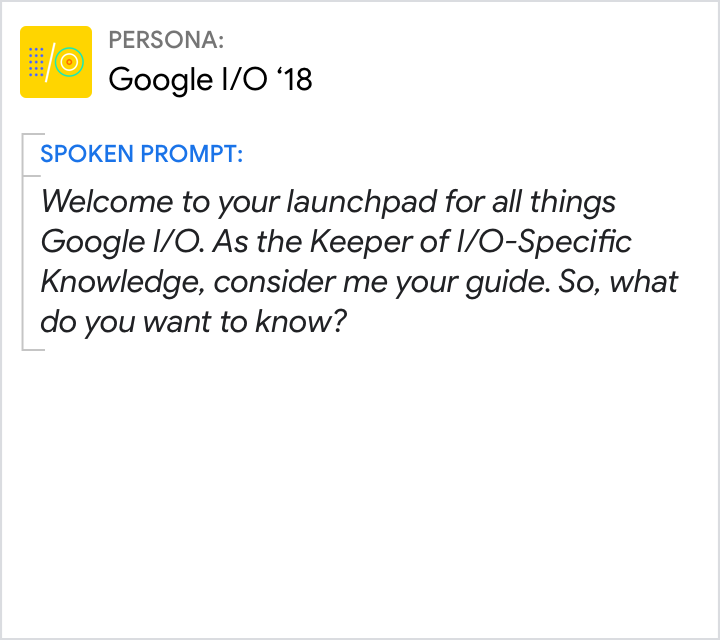 PERSONA:
Google I/O ‘18
SPOKEN PROMPT:
Welcome to your launchpad for all things
Google I/O. As the Keeper of I/O-Specific
Knowledge, consider me your guide. So, what
do you want to know?